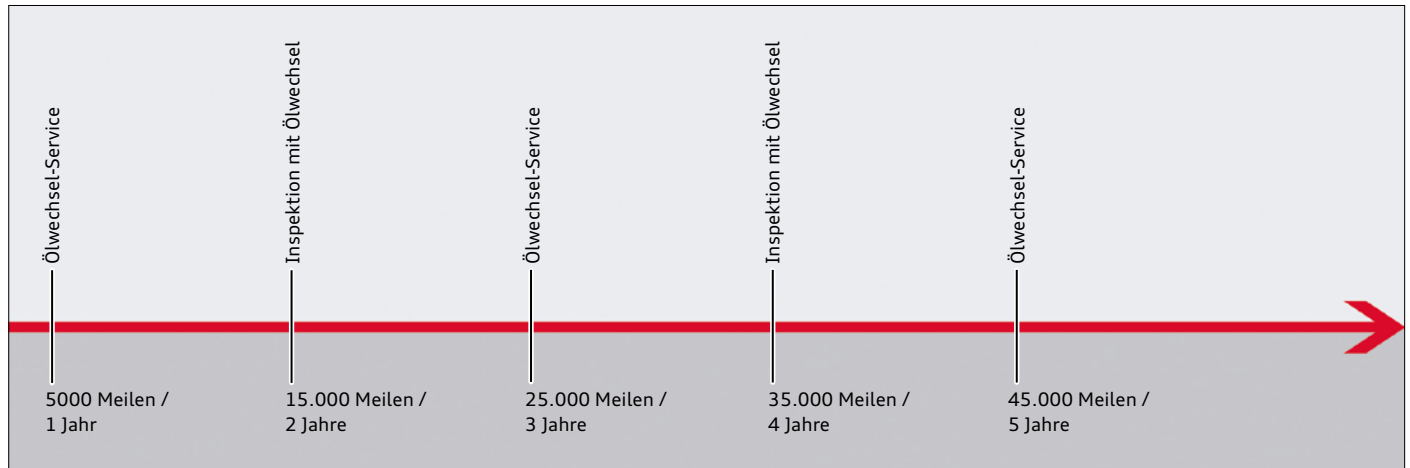 Ölwechsel-Service
Inspektion mit Ölwechsel
Ölwechsel-Service
Inspektion mit Ölwechsel
Ölwechsel-Service
5000 Meilen /
1 Jahr
15.000 Meilen /
2 Jahre
25.000 Meilen /
3 Jahre
35.000 Meilen /
4 Jahre
45.000 Meilen /
5 Jahre